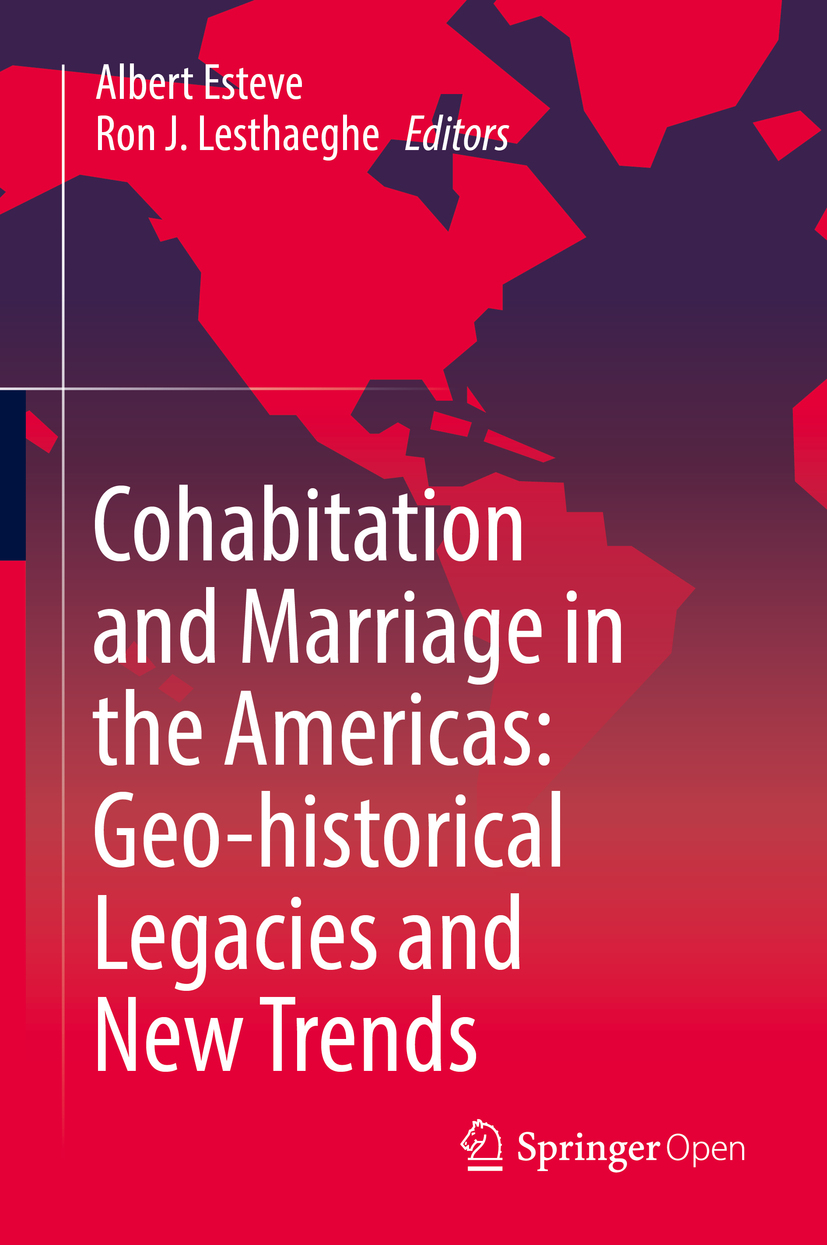 Albert Esteve
Ron J. Lesthaeghe Editors
Cohabitation
and Marriage in
the Americas:
Geo-historical
Legacies and
New Trends
Springer Open